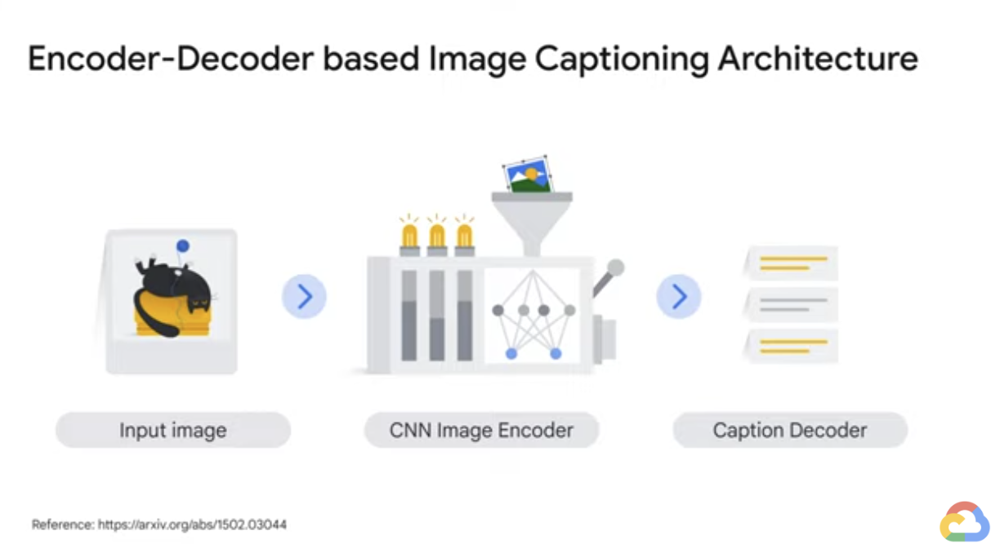 Encoder-Decoder based Image Captioning Architecture
Input image
CNN Image Encoder
Caption Decoder
Reference: https://arxiv.org/abs/1502.03044